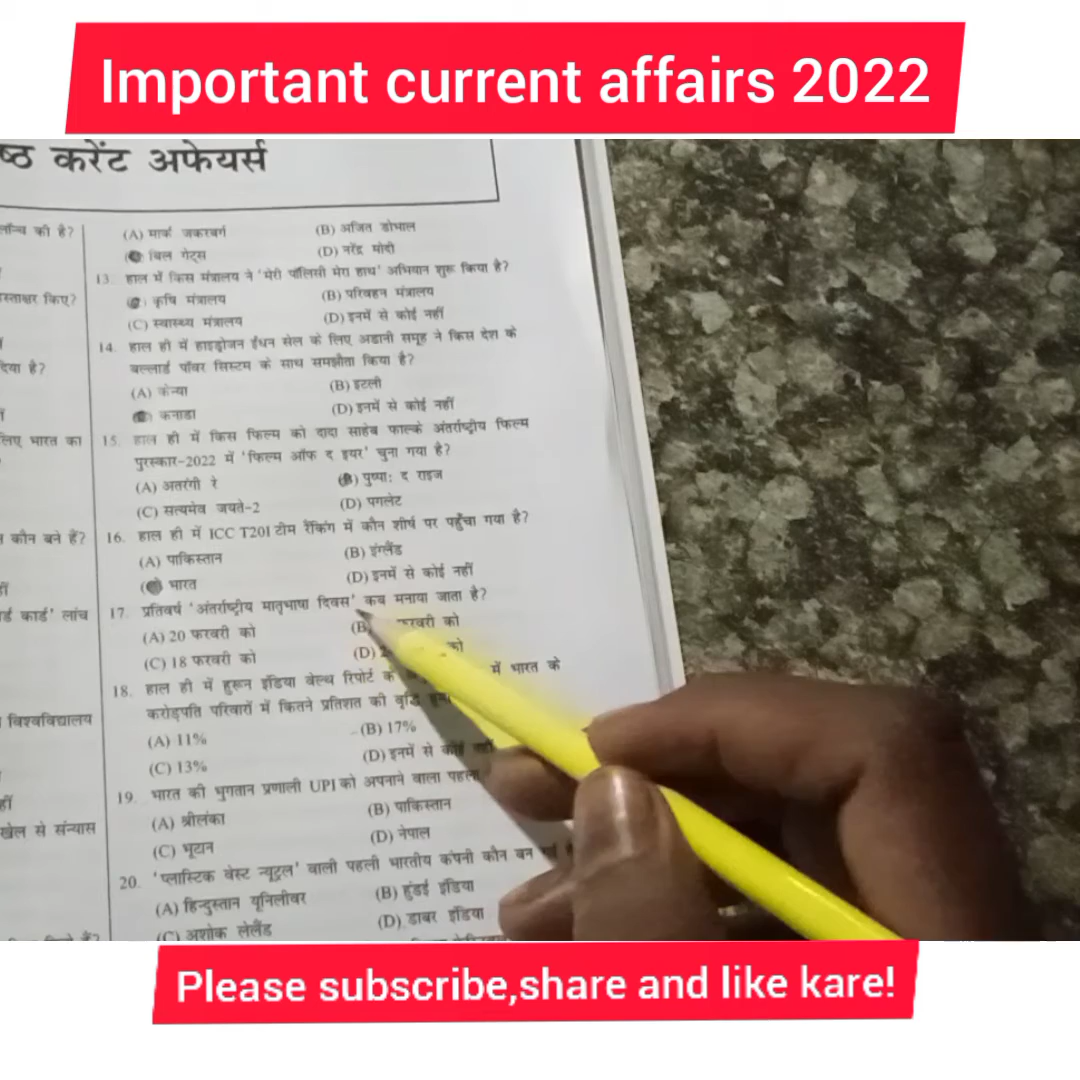 Important current affairs 2022
ष्ठ करेंट अफेयर्स
की है?
किए?
है?
लिए भारत का
कौन बने हैं?
कार्ड' लांच
विश्वविद्यालय
खेल से संन्यास
(A) मार्क जकरबर्ग (B) अजित डोभाल
बिल गेट्स (D) नरेंद्र मोदी
13. हाल में किस मंत्रालय ने 'मेरी पॉलिसी मेरा हाथ' अभियान शुरू किया है?
कृषि मंत्रालय (B) परिवहन मंत्रालय
(C) स्वास्थ्य मंत्रालय (D) इनमें से कोई नहीं
14. हाल ही में हाइड्रोजन ईंधन सेल के लिए अडानी समूह ने किस देश के
बल्लार्ड पॉवर सिस्टम के साथ समझौता किया है?
(A) केन्या (B) इटली
कनाडा (D) इनमें से कोई नहीं
15. हाल ही में किस फिल्म को दादा साहेब फाल्के अंतर्राष्ट्रीय फिल्म
पुरस्कार-2022 में 'फिल्म ऑफ द इयर' चुना गया है?
(A) अतरंगी रे (B) पुष्पाः द राइज
(C) सत्यमेव जयते-2 (D) पगलेट
16. हाल ही में ICC T20I टीम रैंकिंग में कौन शीर्ष पर पहुँचा गया है?
(A) पाकिस्तान (B) इंग्लैंड
भारत (D) इनमें से कोई नहीं
17. प्रतिवर्ष 'अंतर्राष्ट्रीय मातृभाषा दिवस' कब मनाया जाता है?
(A) 20 फरवरी को (B) फरवरी को
(C) 18 फरवरी को (D) को
18. हाल ही में हुरून इंडिया वेल्थ रिपोर्ट के में भारत के
करोड़पति परिवारों में कितने प्रतिशत की वृद्धि
(A) 11% (B) 17%
(C) 13% (D) इनमें से कोई नहीं
19. भारत की भुगतान प्रणाली UPI को अपनाने वाला पहला
(A) श्रीलंका (B) पाकिस्तान
(C) भूटान (D) नेपाल
20. 'प्लास्टिक वेस्ट न्यूट्रल' वाली पहली भारतीय कंपनी कौन बन
(A) हिन्दुस्तान यूनिलीवर (B) हुंडई इंडिया
(C) अशोक लेलैंड (D) डाबर इंडिया
Please subscribe,share and like kare!